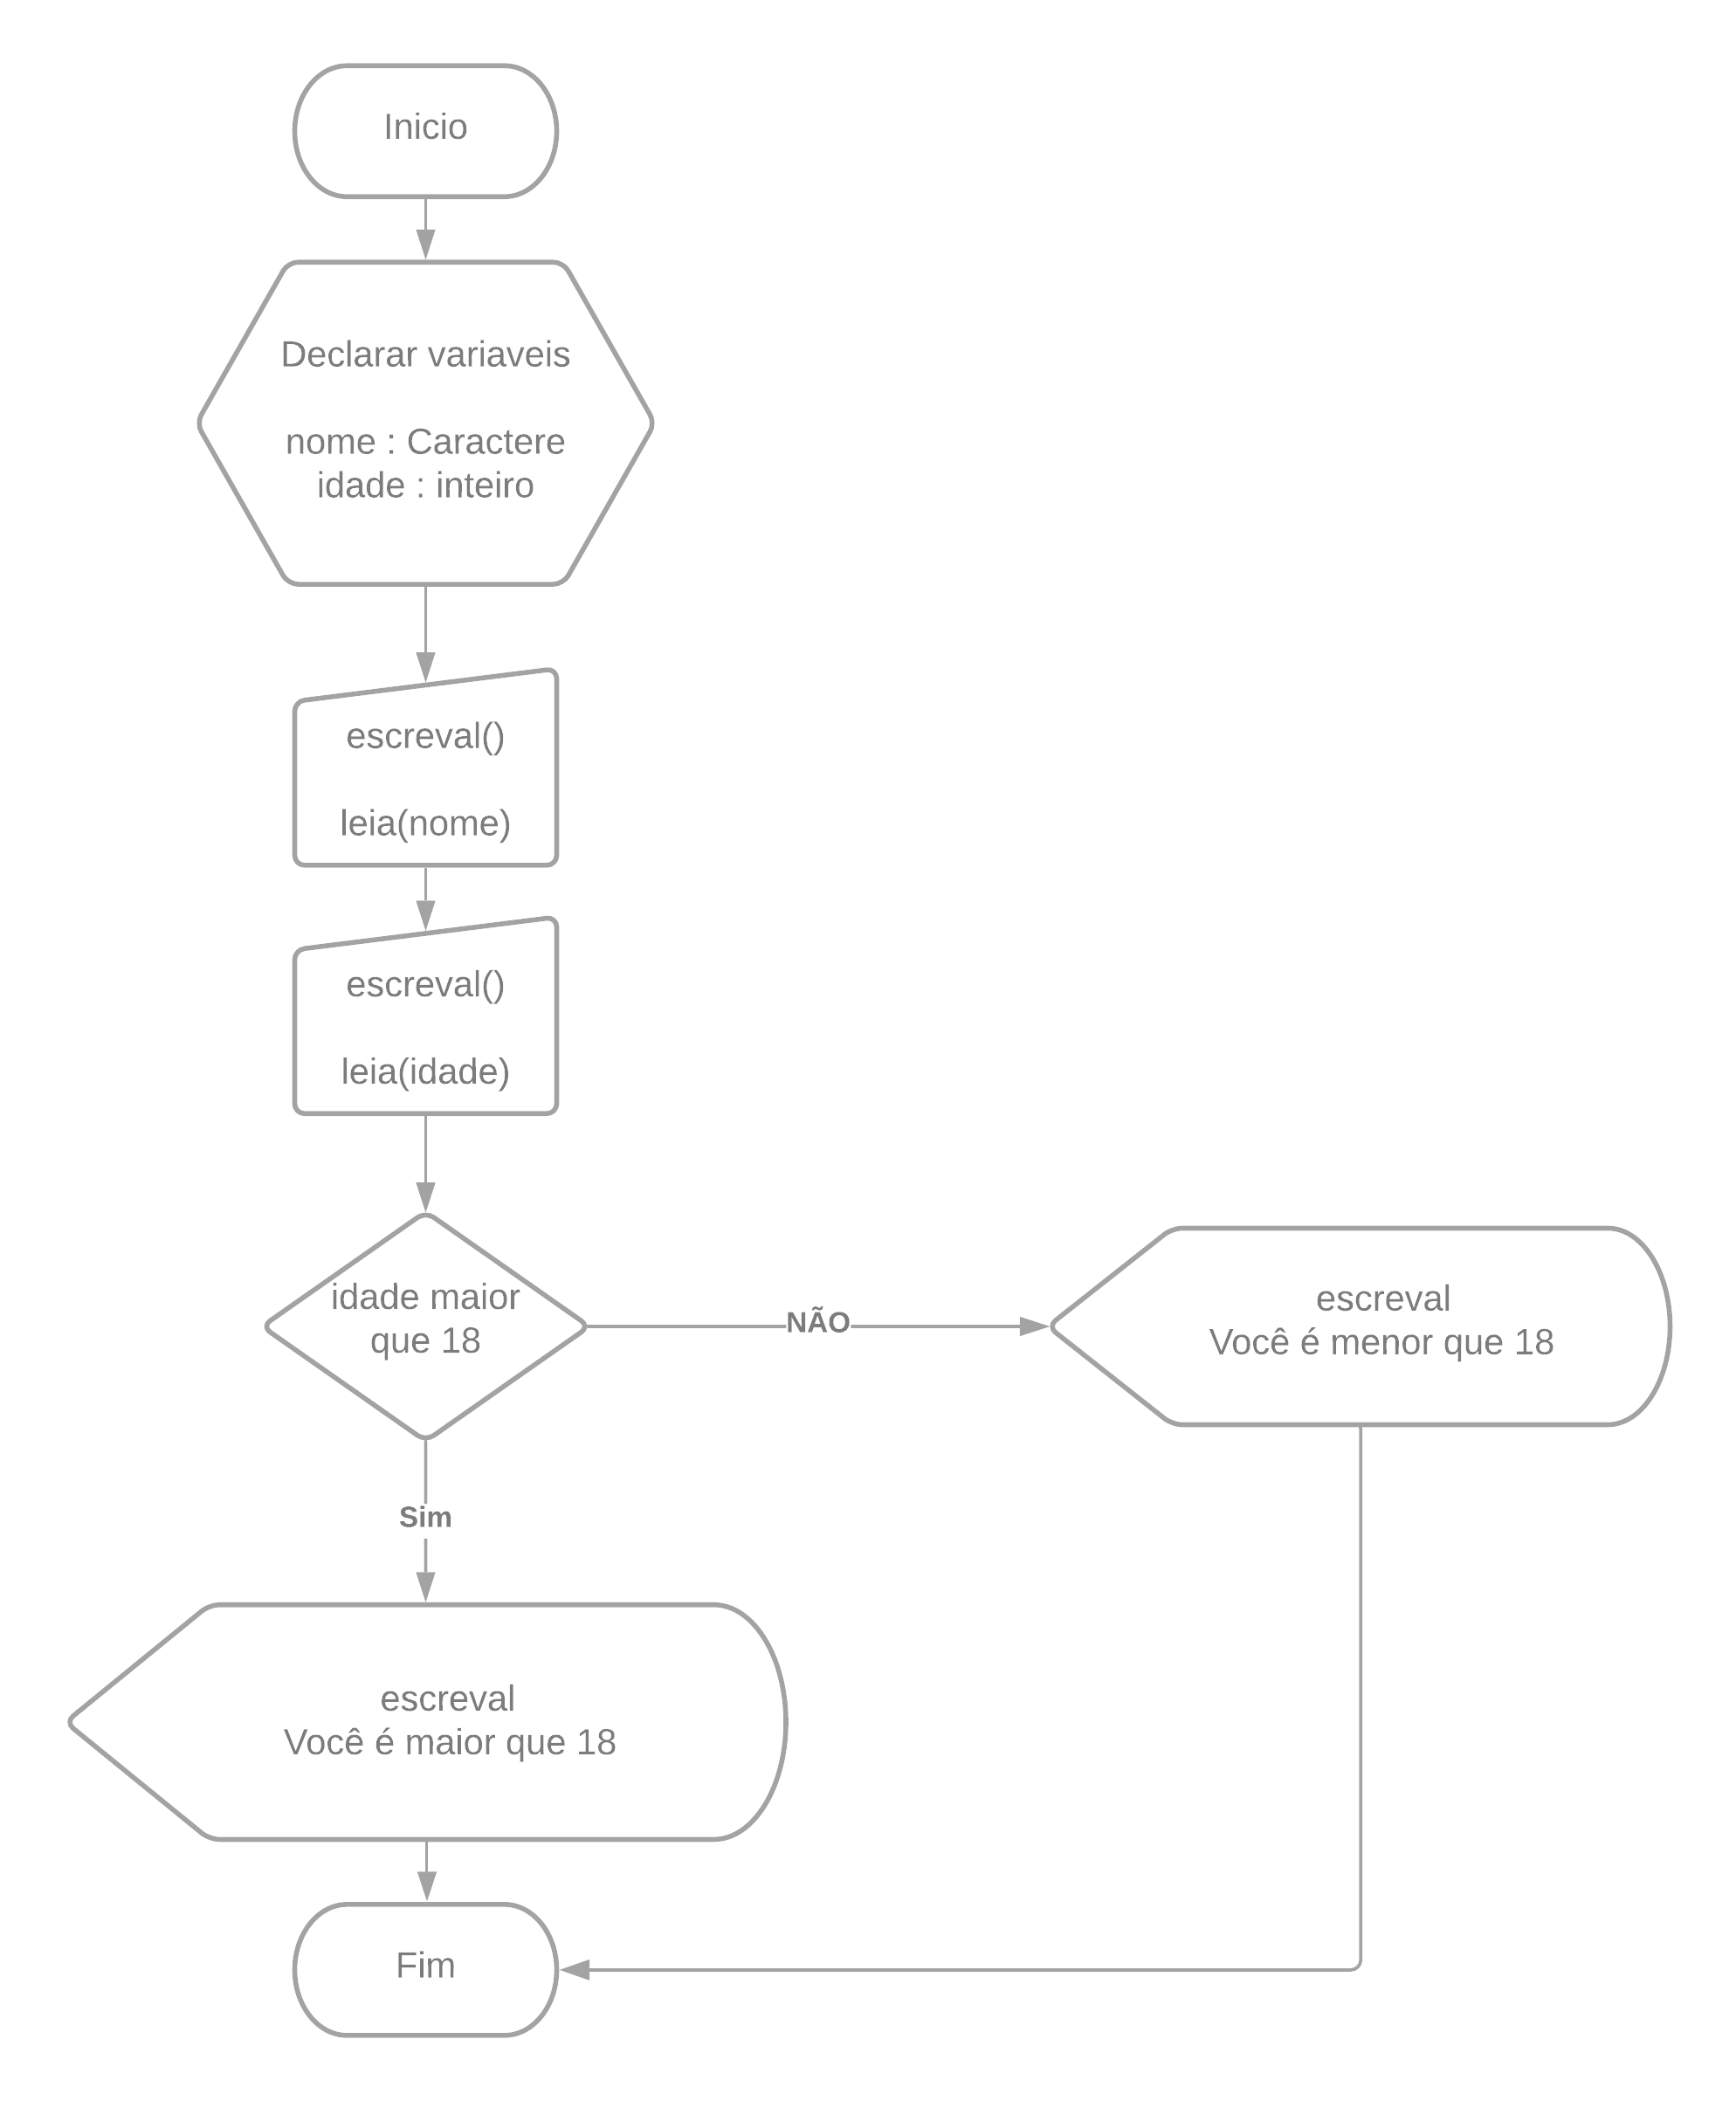 Inicio
Declarar variaveis
nome : Caractere
idade : inteiro
escreval()
leia(nome)
escreval()
leia(idade)
idade maior
que 18
NÃO
escreval
Você é menor que 18
Sim
escreval
Você é maior que 18
Fim